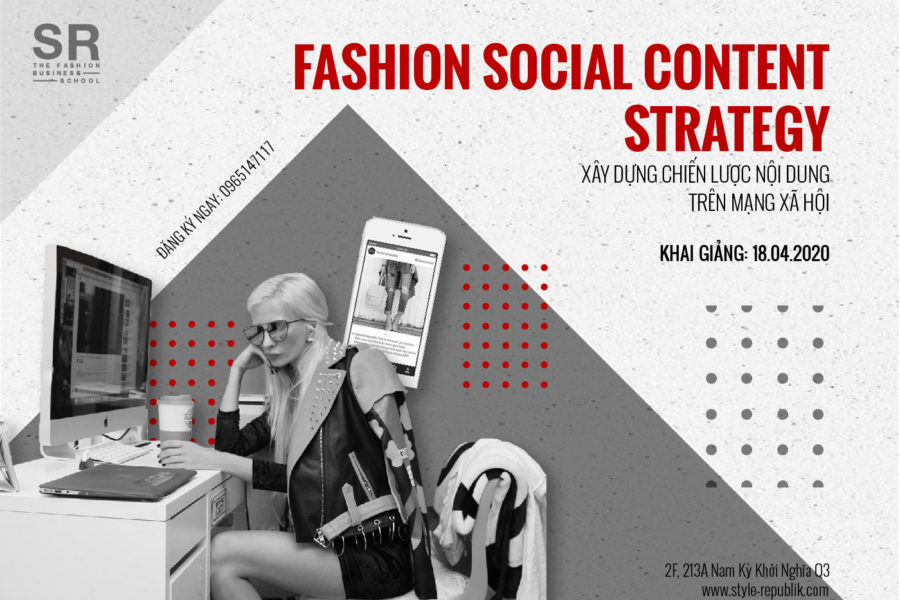 SR
THE FASHION
BUSINESS
SCHOOL
FASHION SOCIAL CONTENT
STRATEGY
XÂY DỰNG CHIẾN LƯỢC NỘI DUNG
TRÊN MẠNG XÃ HỘI
KHAI GIẢNG: 18.04.2020
ĐĂNG KÝ NGAY: 0965147117
2F, 213A Nam Kỳ Khởi Nghĩa Q3
www.style-republik.com